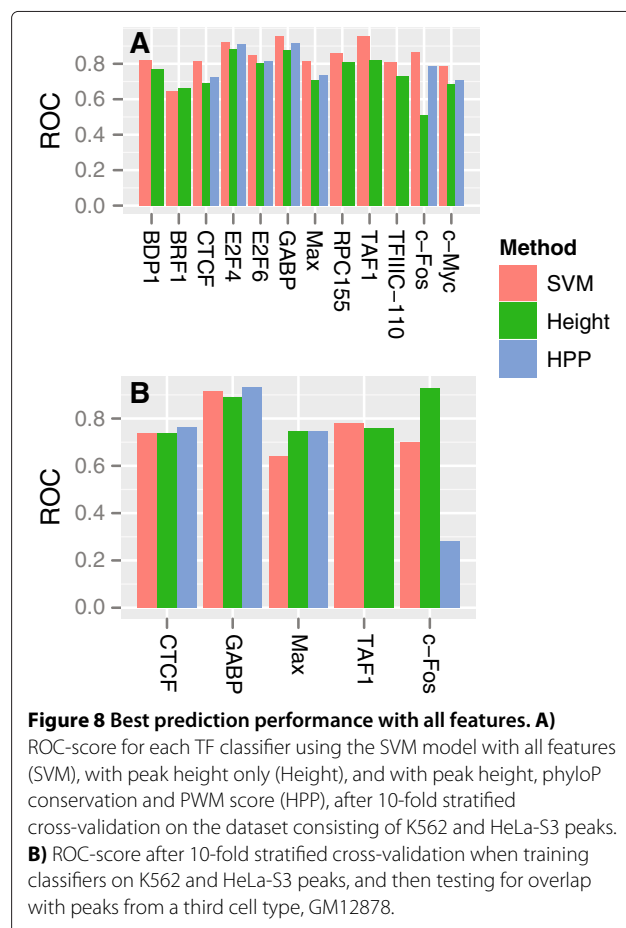 A
ROC
0.8
0.6
0.4
0.2
0.0
BDP1
BRF1
CTCF
E2F4
E2F6
GABP
Max
RPC155
TAF1
TFIIIC−110
c−Fos
c−Myc
Method
SVM
Height
HPP
B
ROC
0.8
0.6
0.4
0.2
0.0
CTCF
GABP
Max
TAF1
c−Fos
Figure 8 Best prediction performance with all features. A)
ROC-score for each TF classifier using the SVM model with all features
(SVM), with peak height only (Height), and with peak height, phyloP
conservation and PWM score (HPP), after 10-fold stratified
cross-validation on the dataset consisting of K562 and HeLa-S3 peaks.
B) ROC-score after 10-fold stratified cross-validation when training
classifiers on K562 and HeLa-S3 peaks, and then testing for overlap
with peaks from a third cell type, GM12878.